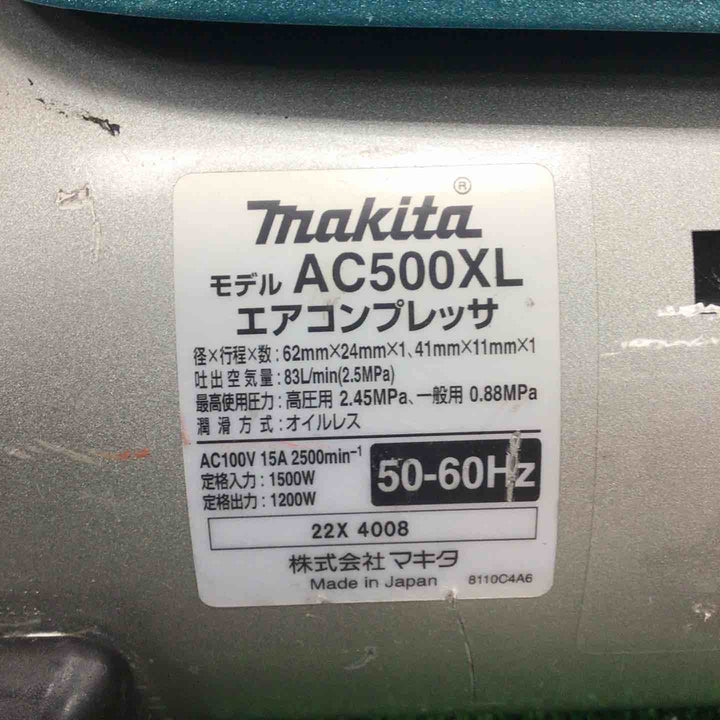 makita®
モデル AC500XL
エアコンプレッサ
径×行程×数:62mm×24mm×1、41mm×11mm×1
吐出空気量:83L/min(2.5MPa)
最高使用圧力:高圧用 2.45MPa、一般用 0.88MPa
潤滑方式:オイルレス
AC100V 15A 2500min⁻¹
定格入力:1500W
定格出力:1200W
50-60Hz
22X 4008
株式会社 マキタ
Made in Japan 8110C4A6